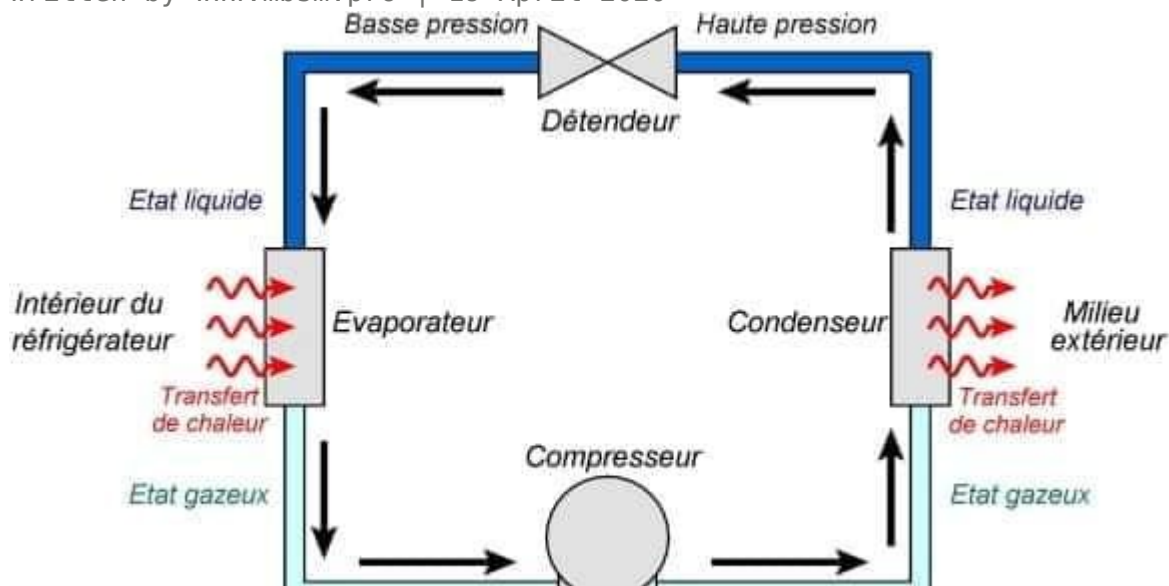 Basse pression
Haute pression
Détendeur
Etat liquide
Etat liquide
Intérieur du
réfrigérateur
Evaporateur
Condenseur
Milieu
extérieur
Transfert
de chaleur
Transfert
de chaleur
Compresseur
Etat gazeux
Etat gazeux